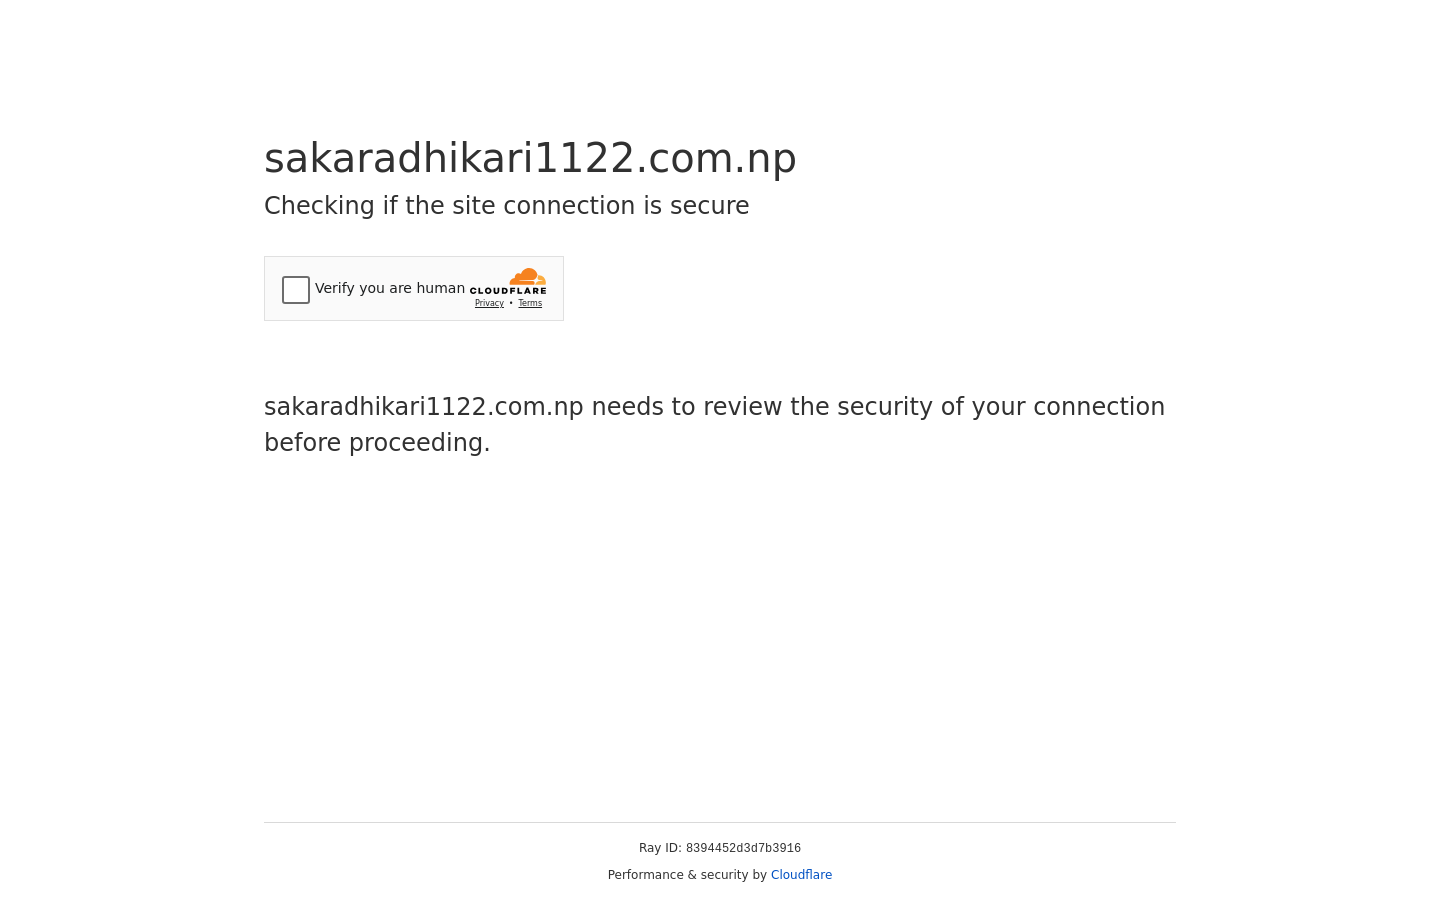 sakaradhikari1122.com.np
Checking if the site connection is secure
Verify you are human
CLOUDFLARE
Privacy • Terms
sakaradhikari1122.com.np needs to review the security of your connection
before proceeding.
Ray ID: 8394452d3d7b3916
Performance & security by Cloudflare